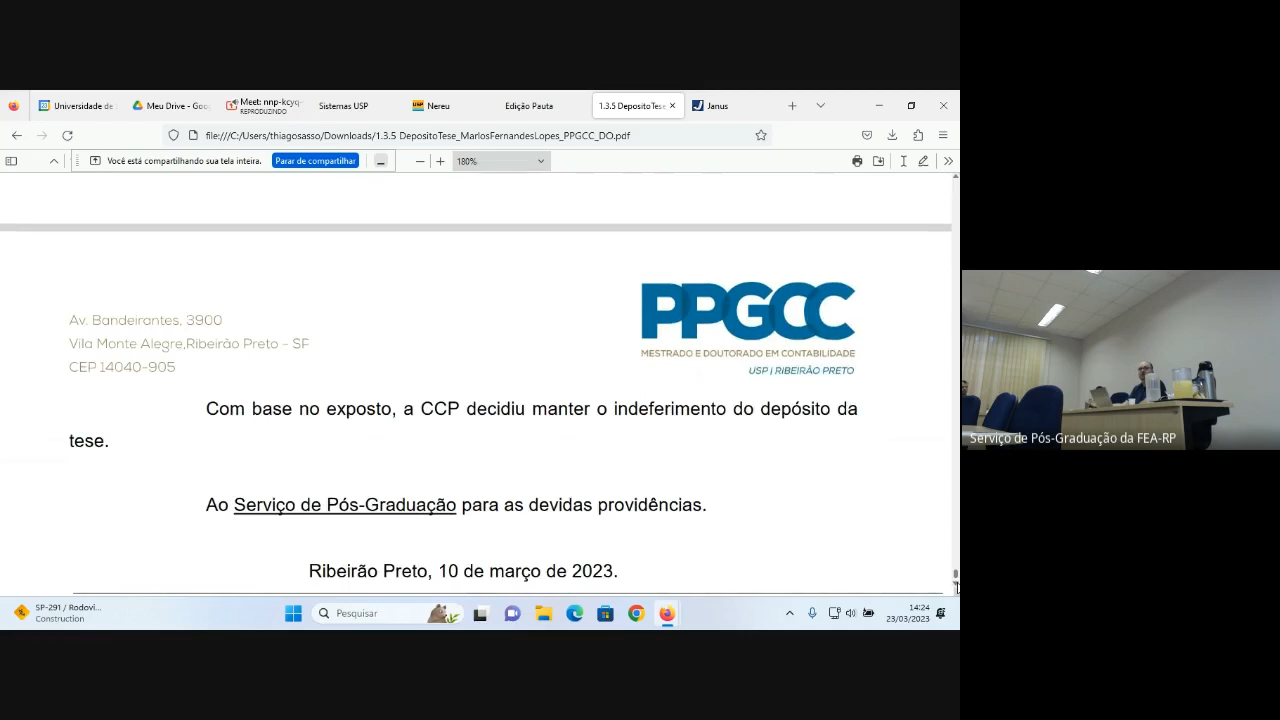 Universidade de
Meu Drive - Goo
Meet: nnp-kcyq-
REPRODUZINDO
Sistemas USP
Nereu
Edição Pauta
1.3.5 DepositoTese
Janus
file:///C:/Users/thiagosasso/Downloads/1.3.5 DepositoTese_MarlosFernandesLopes_PPGCC_DO.pdf
Você está compartilhando sua tela inteira.
Parar de compartilhar
180%
Av. Bandeirantes, 3900
Vila Monte Alegre,Ribeirão Preto - SF
CEP 14040-905
PPGCC
MESTRADO E DOUTORADO EM CONTABILIDADE
USP | RIBEIRÃO PRETO
Com base no exposto, a CCP decidiu manter o indeferimento do depósito da
tese.
Ao Serviço de Pós-Graduação para as devidas providências.
Ribeirão Preto, 10 de março de 2023.
SP-291 / Rodovi...
Construction
Pesquisar
14:24
23/03/2023
Serviço de Pós-Graduação da FEA-RP